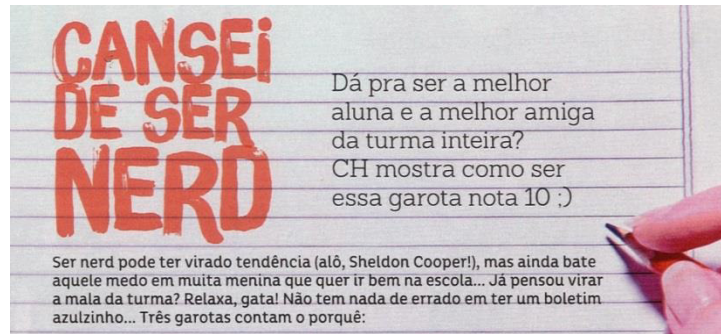 CANSEi
DE SER
NERD
Dá pra ser a melhor
aluna e a melhor amiga
da turma inteira?
CH mostra como ser
essa garota nota 10 ;)
Ser nerd pode ter virado tendência (alô, Sheldon Cooper!), mas ainda bate
aquele medo em muita menina que quer ir bem na escola... Já pensou virar
a mala da turma? Relaxa, gata! Não tem nada de errado em ter um boletim
azulzinho... Três garotas contam o porquê: